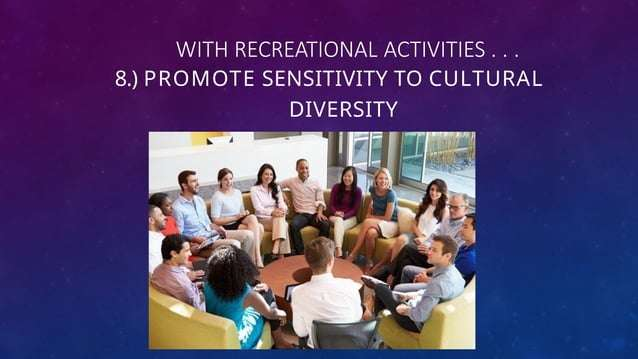 WITH RECREATIONAL ACTIVITIES . . .
8.) PROMOTE SENSITIVITY TO CULTURAL
DIVERSITY